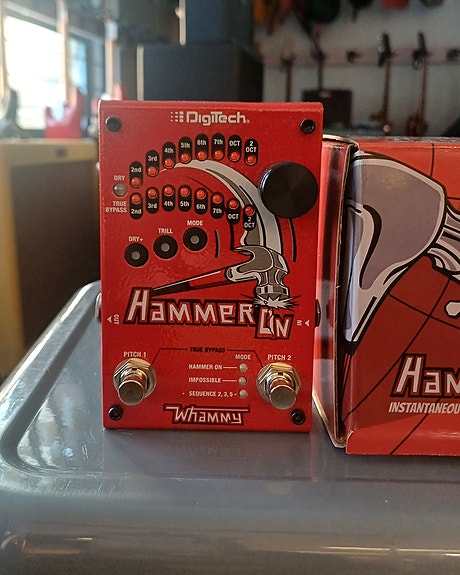 DigiTech®
2nd 3rd 4th 5th 6th 7th OCT 2 OCT
DRY
TRUE BYPASS
2nd 3rd 4th 5th 6th 7th OCT 2 OCT
DRY+ TRILL MODE
HAMMER ON
OUT
IN
TRUE BYPASS
PITCH 1
MODE
PITCH 2
HAMMER ON
IMPOSSIBLE
- SEQUENCE 2, 3, 5 -
WHAMMY
HAM
INSTANTANEOU